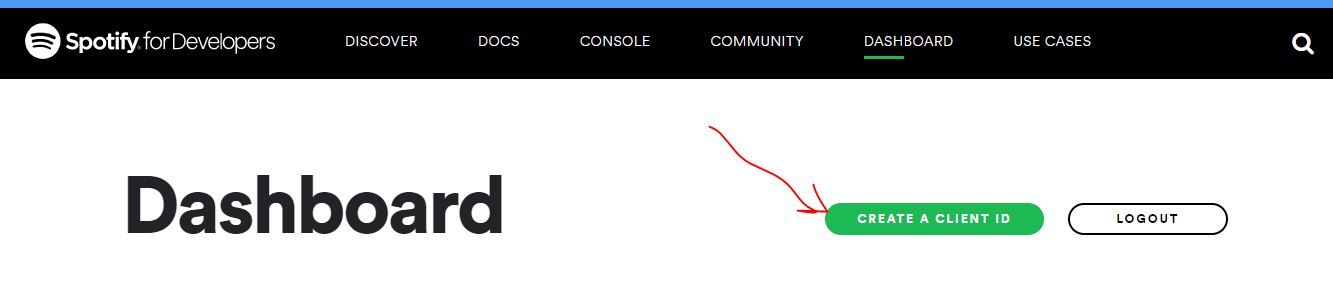 Spotify for Developers DISCOVER DOCS CONSOLE COMMUNITY DASHBOARD USE CASES
Dashboard
CREATE A CLIENT ID LOGOUT